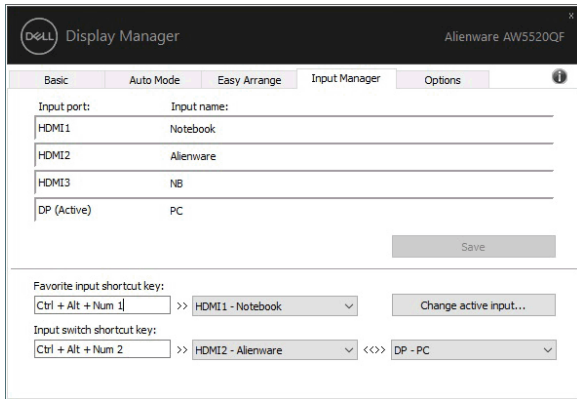 x
DELL Display Manager Alienware AW5520QF
Basic Auto Mode Easy Arrange Input Manager Options i
Input port: Input name:
HDMI1 Notebook
HDMI2 Alienware
HDMI3 NB
DP (Active) PC
Save
Favorite input shortcut key:
Ctrl + Alt + Num 1 >> HDMI1 - Notebook Change active input...
Input switch shortcut key:
Ctrl + Alt + Num 2 >> HDMI2 - Alienware <<>> DP - PC